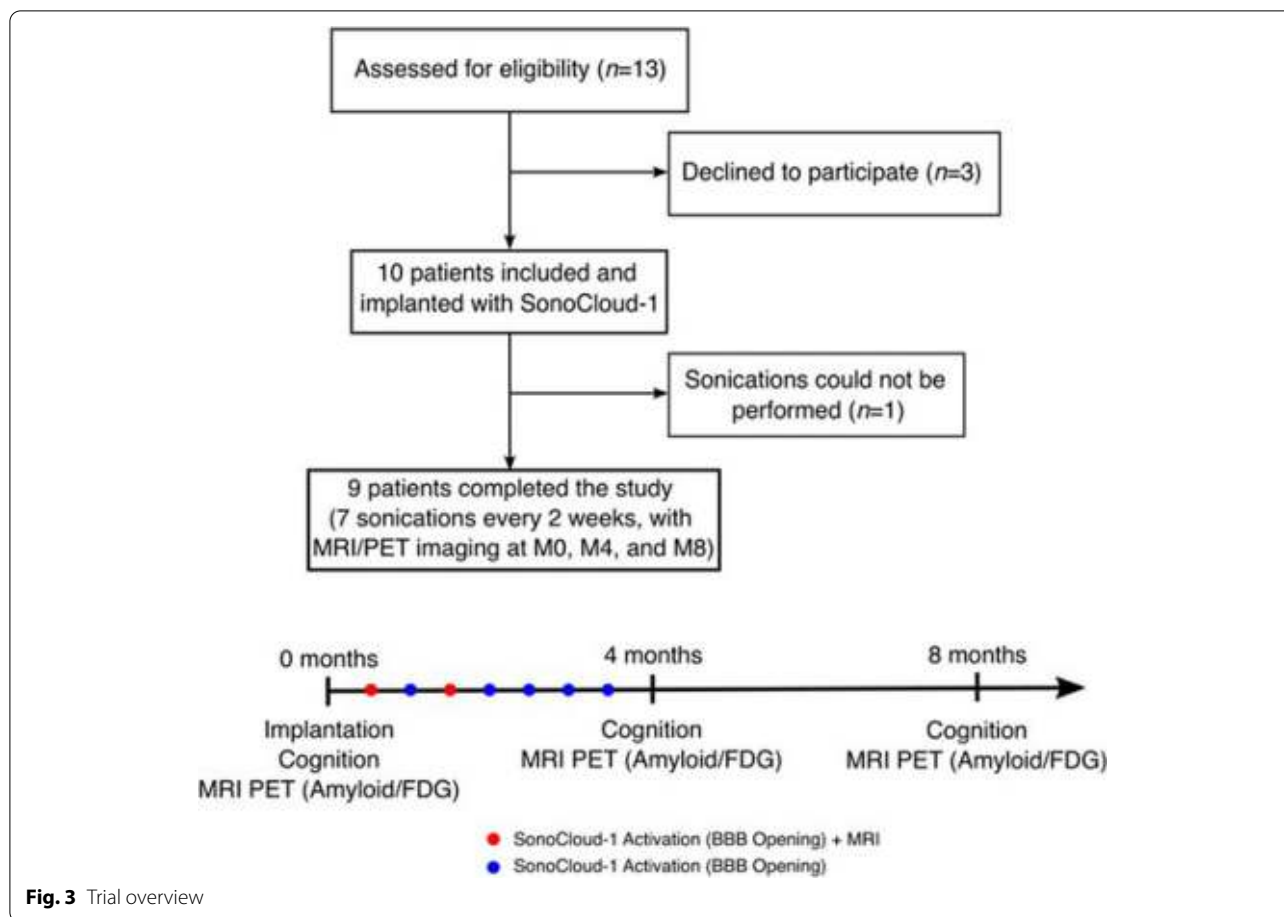 Assessed for eligibility (n=13)
Declined to participate (n=3)
10 patients included and
implanted with SonoCloud-1
Sonications could not be
performed (n=1)
9 patients completed the study
(7 sonications every 2 weeks, with
MRI/PET imaging at M0, M4, and M8)
0 months
4 months
8 months
Implantation
Cognition
MRI PET (Amyloid/FDG)
Cognition
MRI PET (Amyloid/FDG)
Cognition
MRI PET (Amyloid/FDG)
SonoCloud-1 Activation (BBB Opening) + MRI
SonoCloud-1 Activation (BBB Opening)
Fig. 3 Trial overview